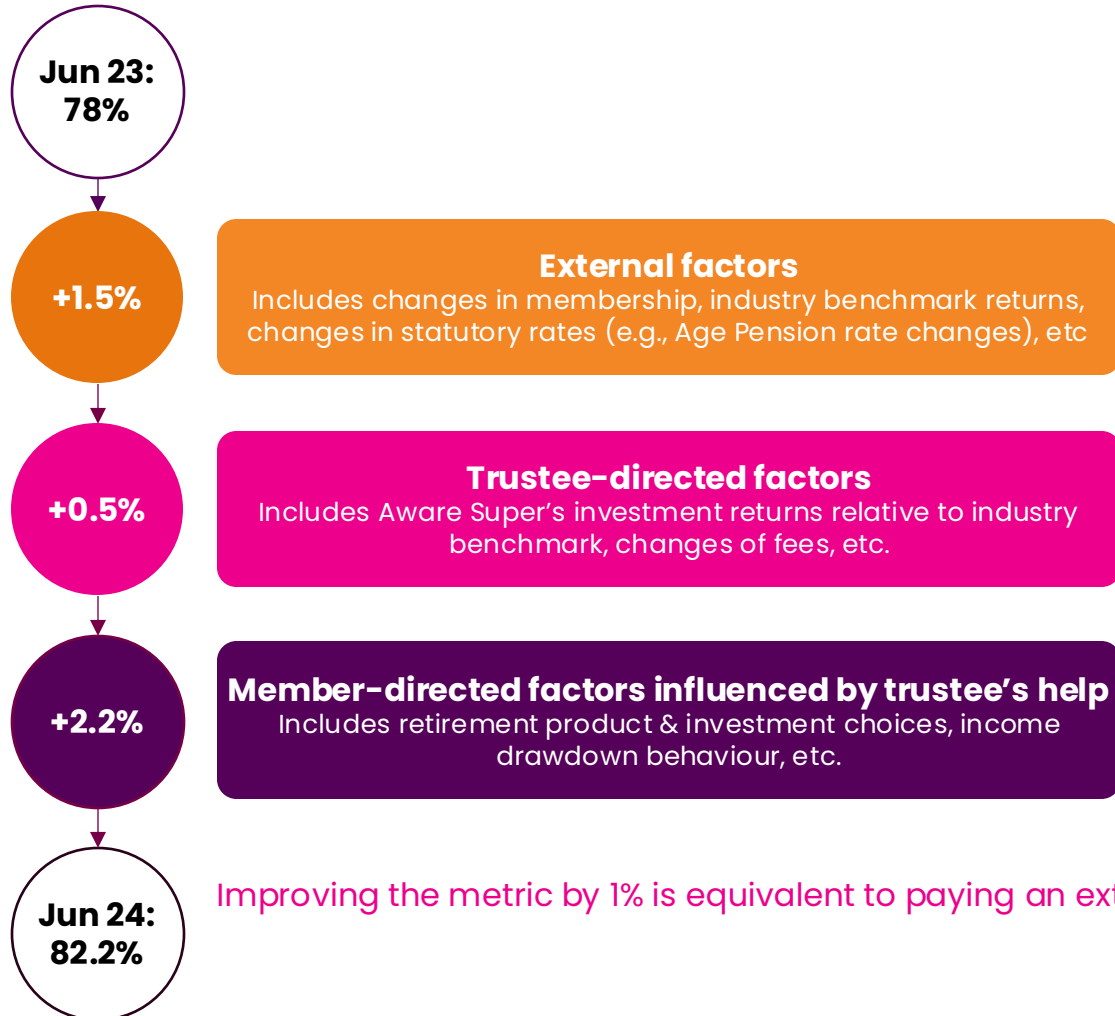 Jun 23:
78%
+1.5%
External factors
Includes changes in membership, industry benchmark returns,
changes in statutory rates (e.g., Age Pension rate changes), etc
+0.5%
Trustee-directed factors
Includes Aware Super’s investment returns relative to industry
benchmark, changes of fees, etc.
+2.2%
Member-directed factors influenced by trustee’s help
Includes retirement product & investment choices, income
drawdown behaviour, etc.
Jun 24:
82.2%
Improving the metric by 1% is equivalent to paying an